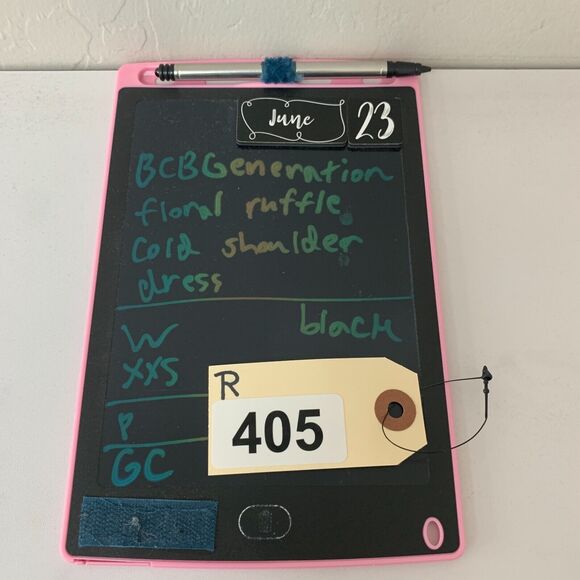 June 23
BCBGeneration
floral ruffle
cold shoulder
dress
W black
XXS
R
405
P
GC